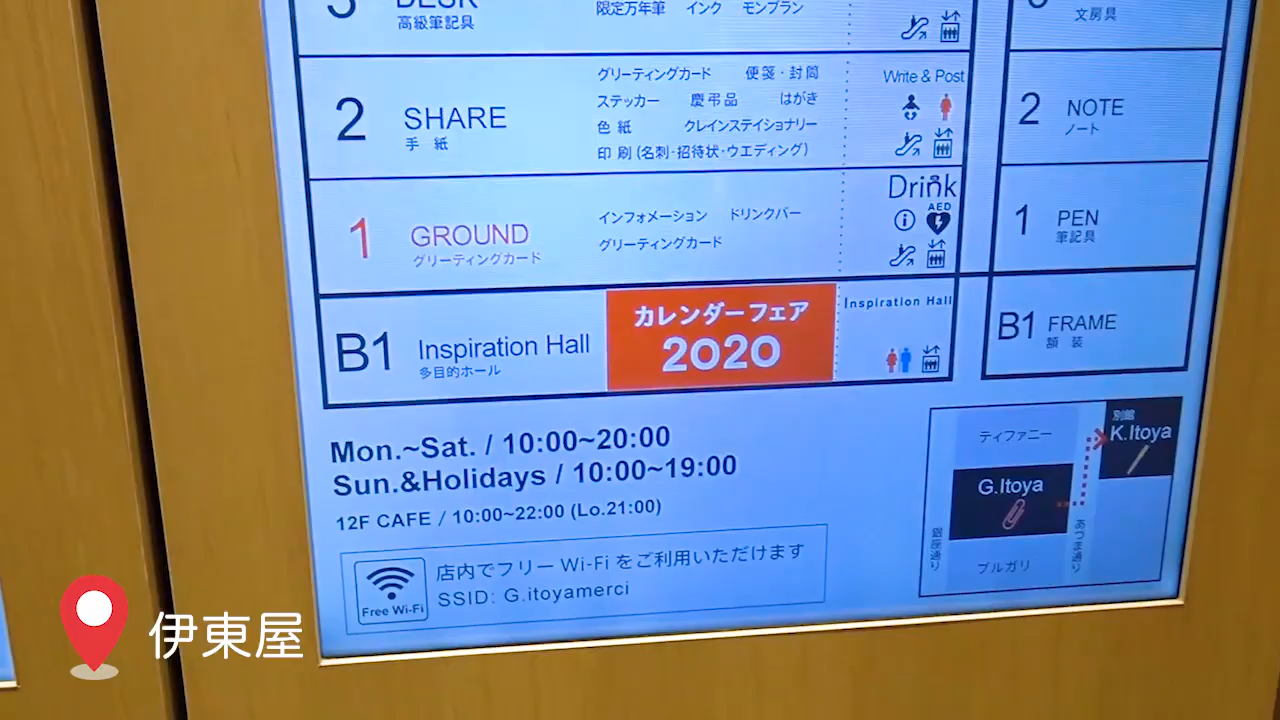 3 DESK
高級筆記具
限定万年筆 インク モンブラン
2 SHARE
手 紙
グリーティングカード 便箋・封筒
ステッカー 慶弔品 はがき
色 紙 クレインステイショナリー
印 刷 (名刺・招待状・ウエディング)
Write & Post
1 GROUND
グリーティングカード
インフォメーション ドリンクバー
グリーティングカード
Drink
AED
B1 Inspiration Hall
多目的ホール
カレンダーフェア
2020
Inspiration Hall
文房具
2 NOTE
ノート
1 PEN
筆記具
B1 FRAME
額 装
Mon.~Sat. / 10:00~20:00
Sun.&Holidays / 10:00~19:00
12F CAFE / 10:00~22:00 (Lo.21:00)
Free Wi-Fi
店内でフリー Wi-Fi をご利用いただけます
SSID: G.itoyamerci
ティファニー
別館
K.Itoya
G.Itoya
銀座通り
あづま通り
ブルガリ
伊東屋